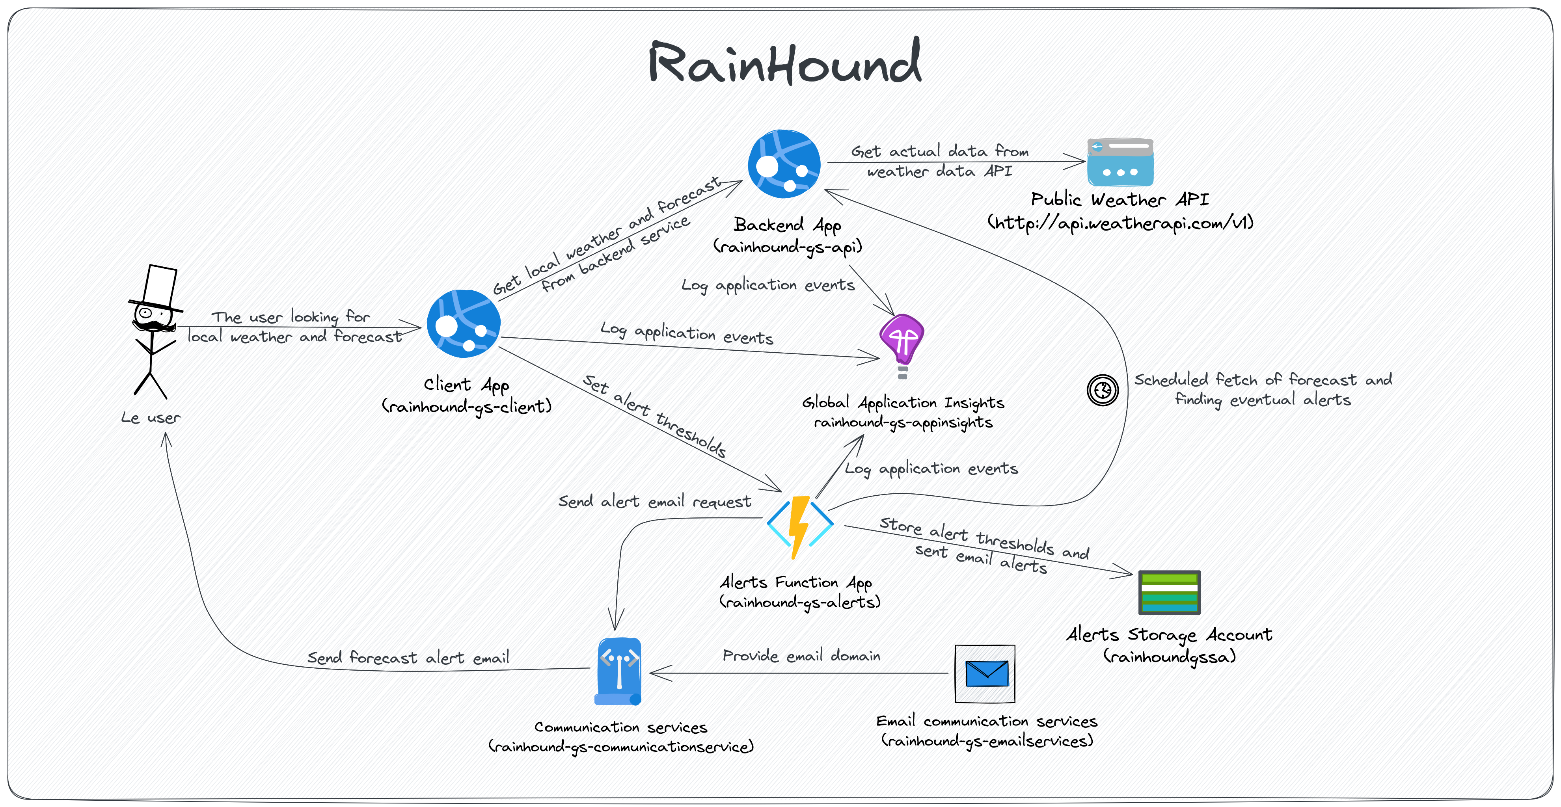 RainHound
Get actual data from
weather data API
Public Weather API
(http://api.weatherapi.com/v1)
Backend App
(rainhound-gs-api)
Get local weather and forecast
from backend service
Log application events
The user looking for
local weather and forecast
Le user
Client App
(rainhound-gs-client)
Log application events
Set alert thresholds
Global Application Insights
rainhound-gs-appinsights
Scheduled fetch of forecast and
finding eventual alerts
Log application events
Send alert email request
Store alert thresholds and
sent email alerts
Alerts Function App
(rainhound-gs-alerts)
Alerts Storage Account
(rainhoundgssa)
Send forecast alert email
Provide email domain
Communication services
(rainhound-gs-communicationservice)
Email communication services
(rainhound-gs-emailservices)